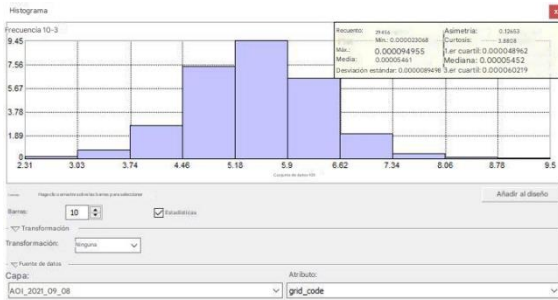 Histograma
x
Frecuencia 10-3
9.45
7.56
5.67
3.78
1.89
0
2.31 3.03 3.74 4.46 5.18 5.9 6.62 7.34 8.06 8.78 9.5
Recuento: Asimetría: 0.12653
Mín.: 0.000023068 Curtosis: 3.8808
Máx.: 0.000094955 1.er cuartil: 0.000048962
Media: 0.00005461 Mediana: 0.00005452
Desviación estándar: 0.0000089498 3.er cuartil: 0.000060219
Añadir al diseño
Barras: 10 Estadísticas
Transformación
Transformación: Ninguna
Fuente de datos
Capa: Atributo:
AOI_2021_09_08 grid_code